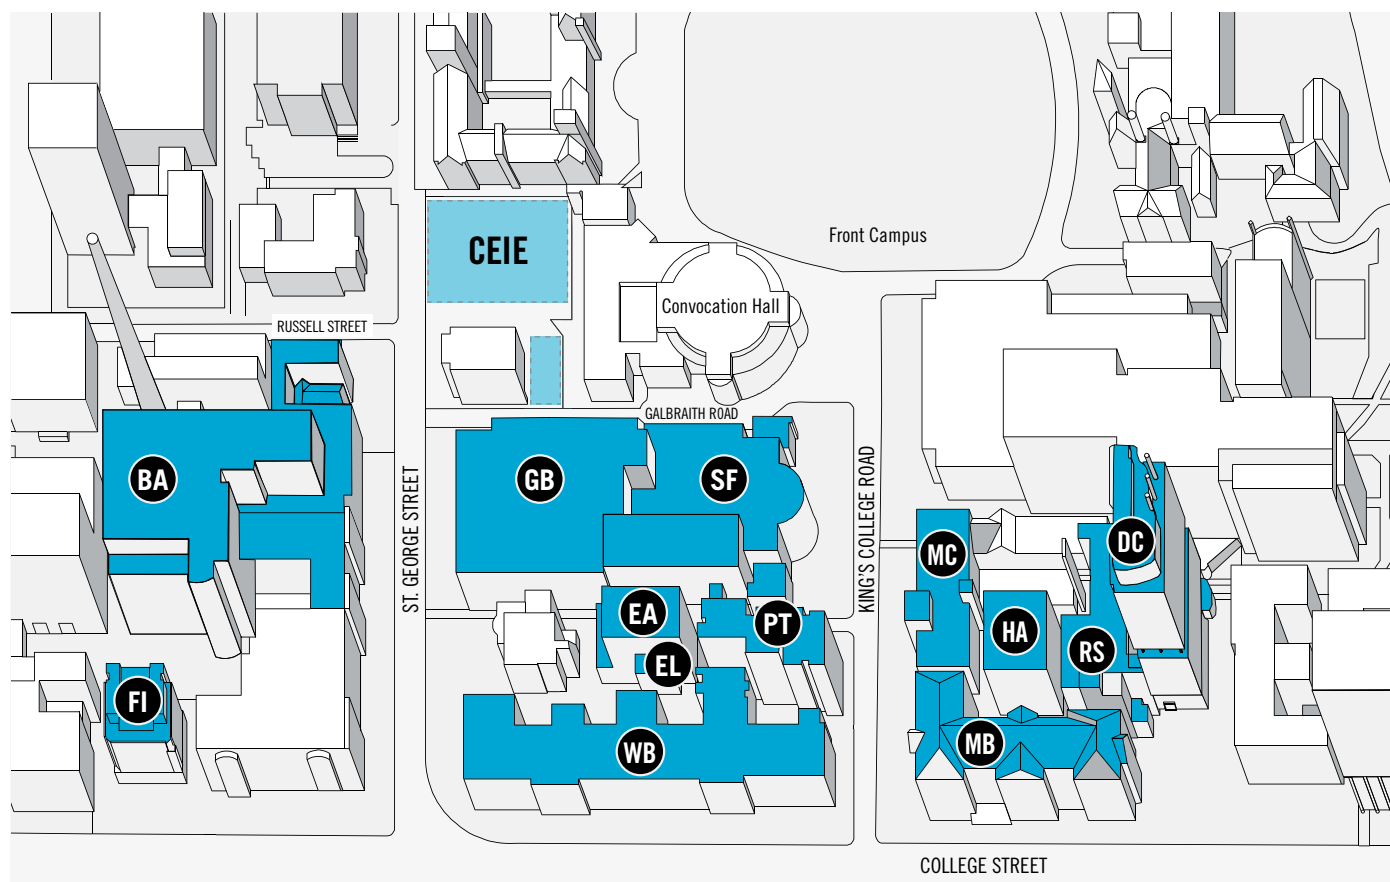 CEIE
Front Campus
Convocation Hall
RUSSELL STREET
GALBRAITH ROAD
BA
GB
SF
ST. GEORGE STREET
KING'S COLLEGE ROAD
MC
DC
EA
PT
HA
RS
EL
FI
WB
MB
COLLEGE STREET